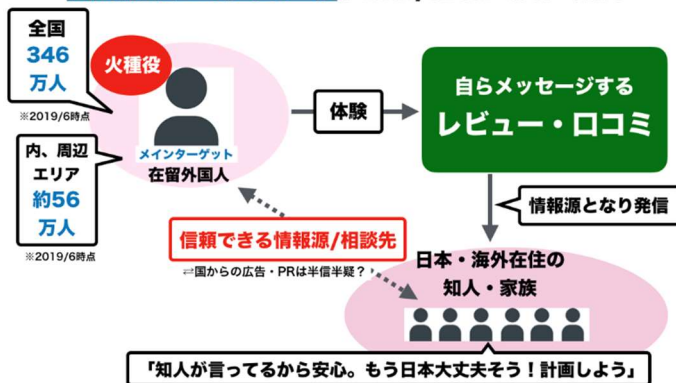 全国
346
万人
※2019/6時点
火種役
メインターゲット
在留外国人
内、周辺
エリア
約56
万人
※2019/6時点
体験
自らメッセージする
レビュー・口コミ
情報源となり発信
信頼できる情報源/相談先
⇄国からの広告・PRは半信半疑？
日本・海外在住の
知人・家族
「知人が言ってるから安心。もう日本大丈夫そう！計画しよう」